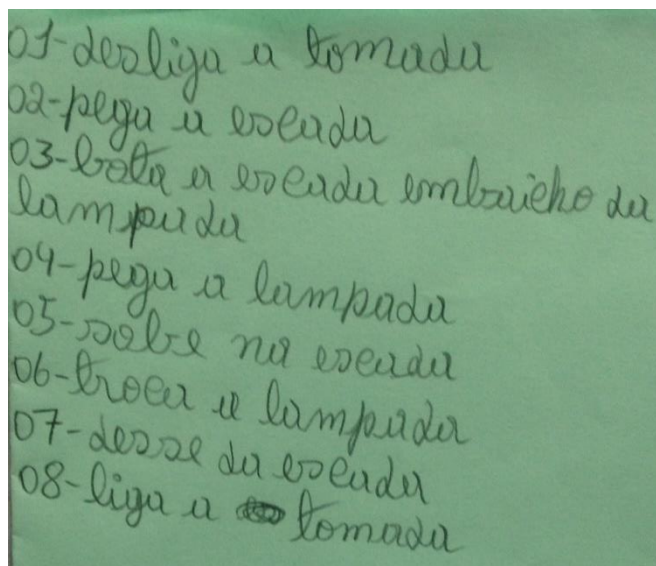 01-desliga a tomada
02-pega a escada
03-bota a escada embaicho da
lampada
04-pega a lampada
05-sobe na escada
06-troca a lampada
07-desse da escada
08-liga a tomada